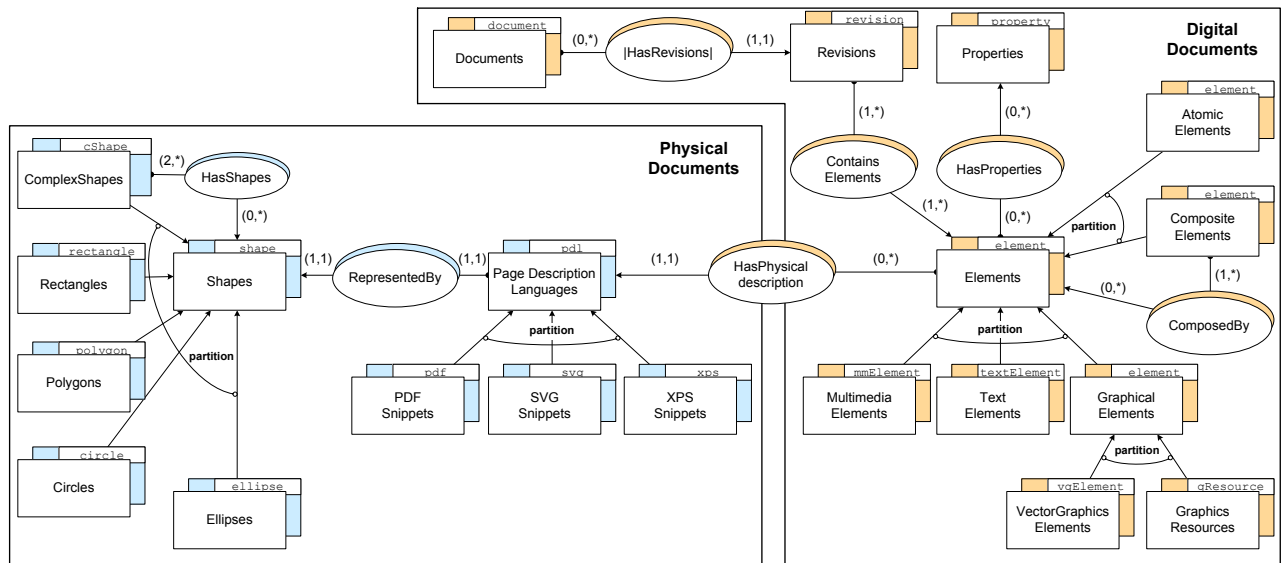 document
Documents
(0,*)
|HasRevisions|
(1,1)
revision
Revisions
property
Properties
Digital
Documents
(1,*)
(0,*)
element
Atomic
Elements
Physical
Documents
cShape
ComplexShapes
(2,*)
HasShapes
(0,*)
Contains
Elements
HasProperties
(1,*)
(0,*)
partition
element
Composite
Elements
rectangle
Rectangles
shape
Shapes
(1,1)
RepresentedBy
(1,1)
pdl
Page Description
Languages
(1,1)
HasPhysical
description
(0,*)
element
Elements
(0,*)
(1,*)
ComposedBy
partition
partition
partition
polygon
Polygons
pdf
PDF
Snippets
svg
SVG
Snippets
xps
XPS
Snippets
mmElement
Multimedia
Elements
textElement
Text
Elements
element
Graphical
Elements
partition
circle
Circles
ellipse
Ellipses
vgElement
VectorGraphics
Elements
gResource
Graphics
Resources